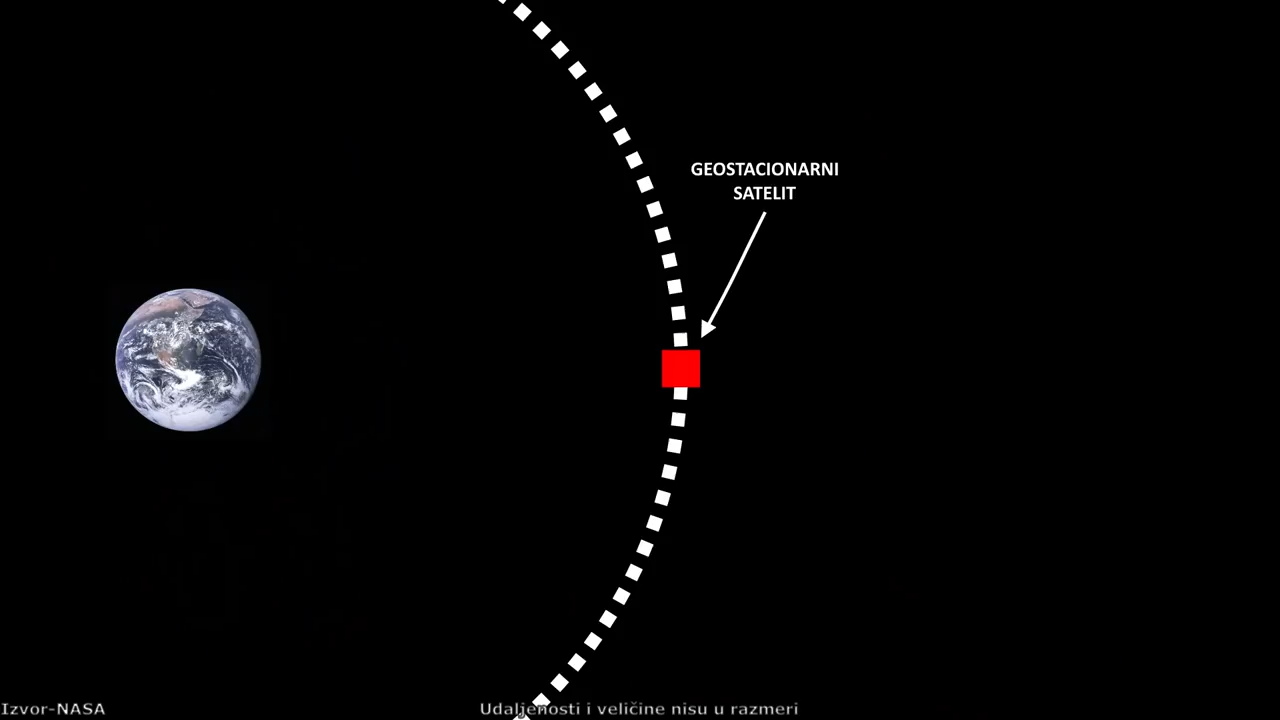 GEOSTACIONARNI
SATELIT
Izvor-NASA
Udaljenosti i veličine nisu u razmeri